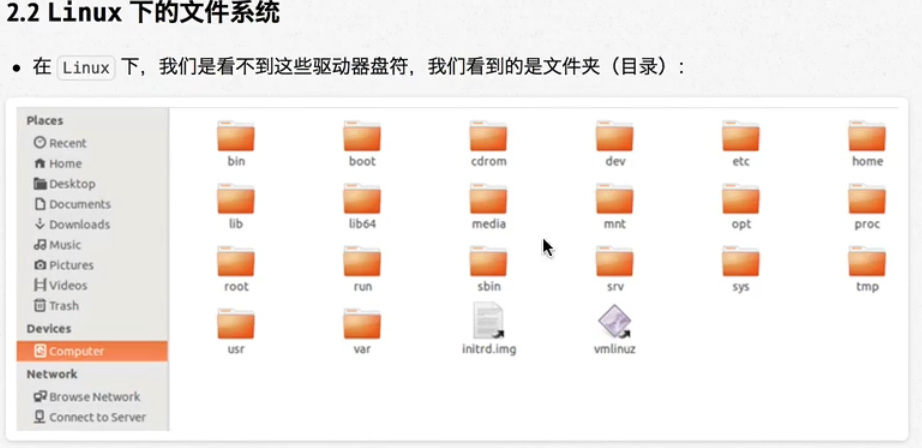 2.2 Linux 下的文件系统
在 Linux 下，我们是看不到这些驱动器盘符，我们看到的是文件夹（目录）：
Places
Recent
Home
Desktop
Documents
Downloads
Music
Pictures
Videos
Trash
Devices
Computer
Network
Browse Network
Connect to Server
bin boot cdrom dev etc home
lib lib64 media mnt opt proc
root run sbin srv sys tmp
usr var initrd.img vmlinuz